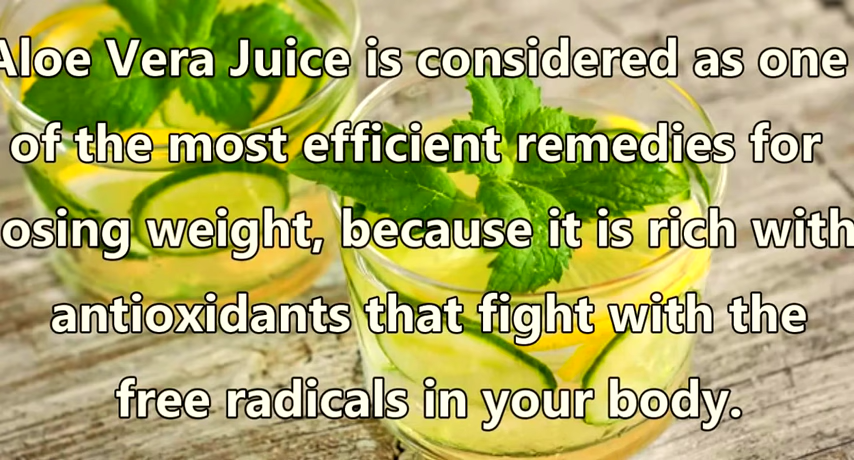 Aloe Vera Juice is considered as one
of the most efficient remedies for
osing weight, because it is rich with
antioxidants that fight with the
free radicals in your body.